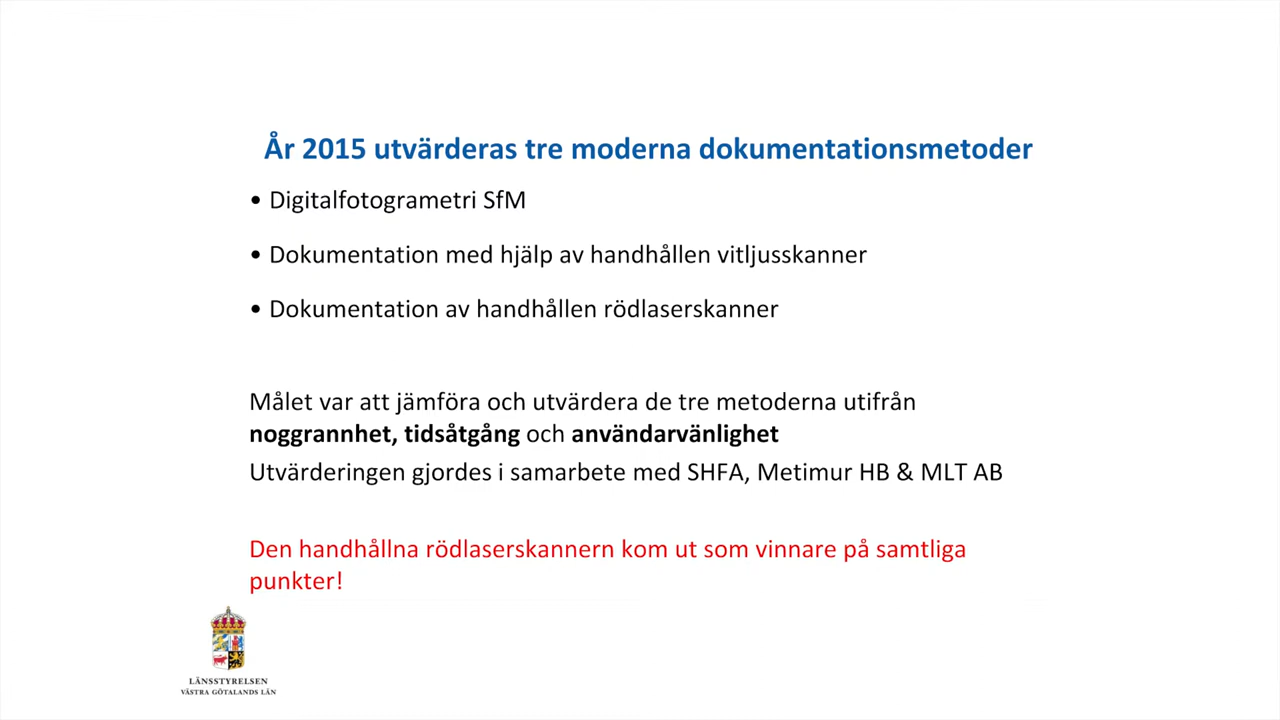 År 2015 utvärderas tre moderna dokumentationsmetoder
• Digitalfotogrametri SfM
• Dokumentation med hjälp av handhållen vitljusskanner
• Dokumentation av handhållen rödlaserskanner
Målet var att jämföra och utvärdera de tre metoderna utifrån
noggrannhet, tidsåtgång och användarvänlighet
Utvärderingen gjordes i samarbete med SHFA, Metimur HB & MLT AB
Den handhållna rödlaserskannern kom ut som vinnare på samtliga
punkter!
LÄNSSTYRELSEN
VÄSTRA GÖTALANDS LÄN